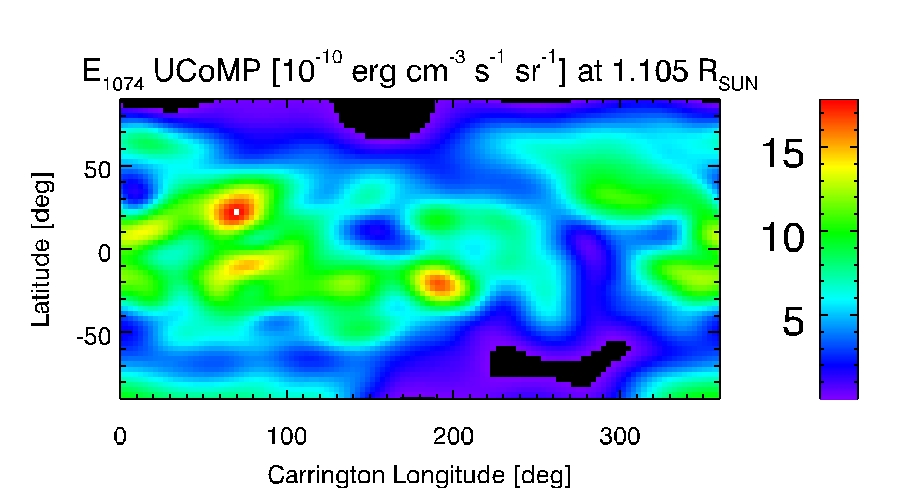 E1074 UCoMP [10-10 erg cm-3 s-1 sr-1] at 1.105 RSUN
50
0
-50
Latitude [deg]
0 100 200 300
Carrington Longitude [deg]
15
10
5